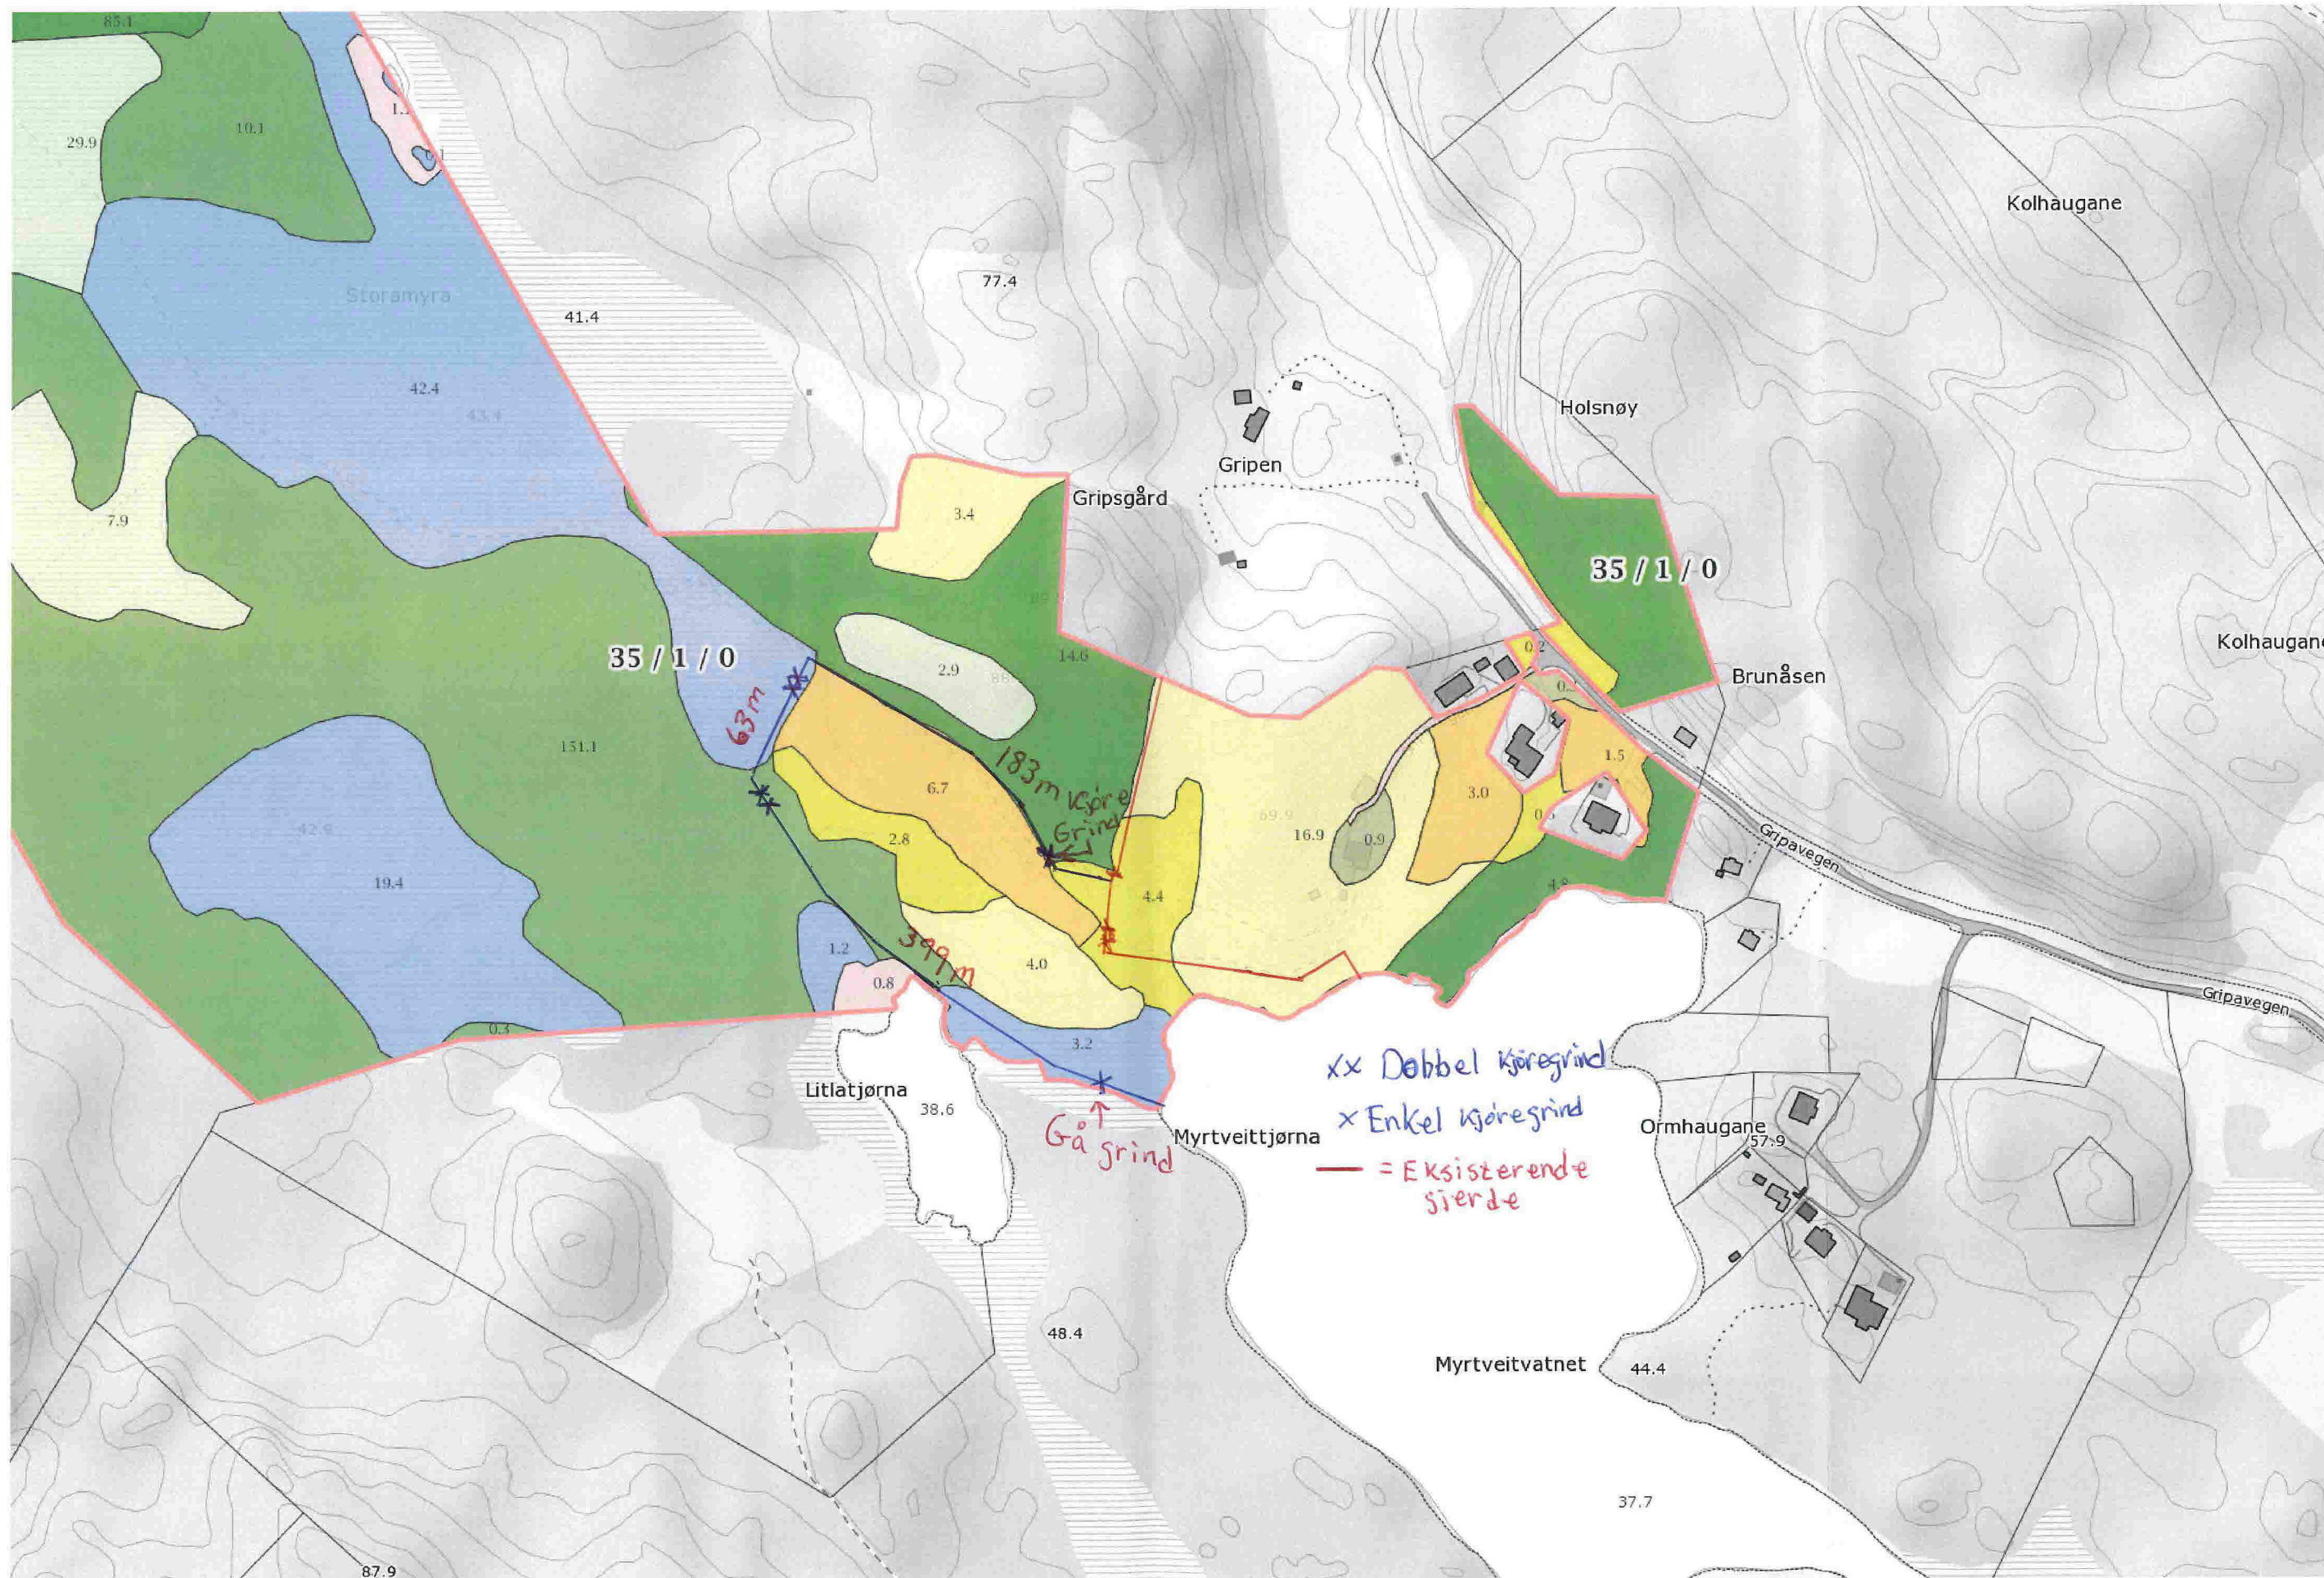 85.1
1.2
10.1
29.9
0.1
Kolhaugane
77.4
Storamyra
41.4
42.4
43.4
Holsnøy
Gripen
Gripsgård
3.4
7.9
35 / 1 / 0
89.
Kolhaugane
0.2
14.6
35 / 1 / 0
2.9
88.
Brunåsen
63m
151.1
183m
1.5
6.7
Kjøre
Grind
3.0
69.9
16.9
0.9
42.9
2.8
Gripavegen
19.4
4.4
4.8
399m
1.2
4.0
0.8
Gripavegen
0.3
3.2
xx Dobbel Kjøregrind
Litlatjørna
38.6
x Enkel Kjøregrind
Gå grind
Myrtveittjørna
Ormhaugane
57.9
— = Eksisterende
gjerde
48.4
Myrtveitvatnet
44.4
37.7
87.9